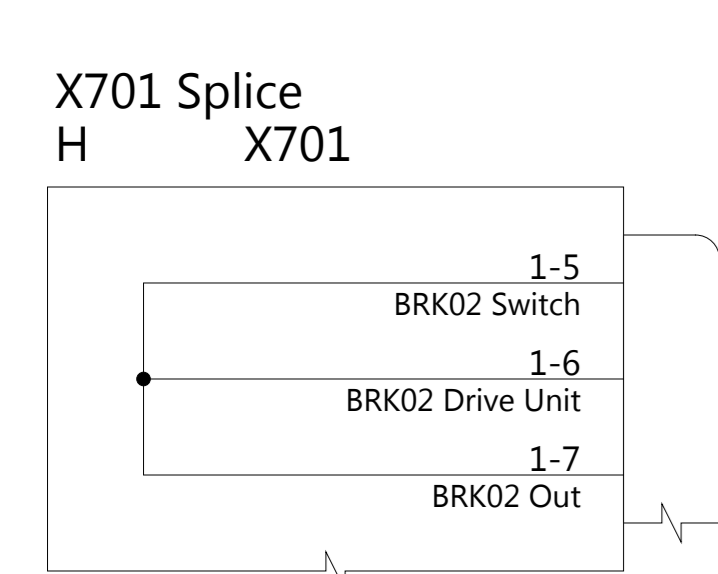 X701 Splice
H X701
1-5
BRK02 Switch
1-6
BRK02 Drive Unit
1-7
BRK02 Out